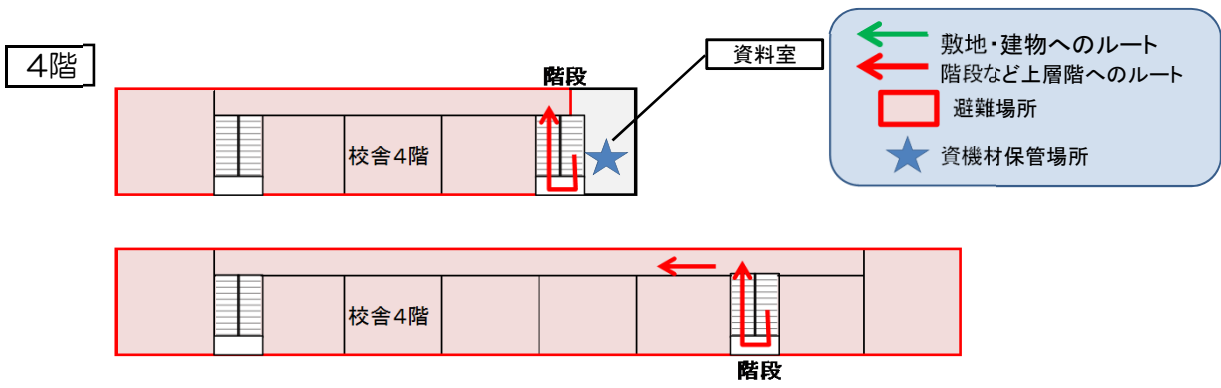 4階
資料室
敷地・建物へのルート
階段など上層階へのルート
避難場所
資機材保管場所
階段
校舎4階
校舎4階
階段